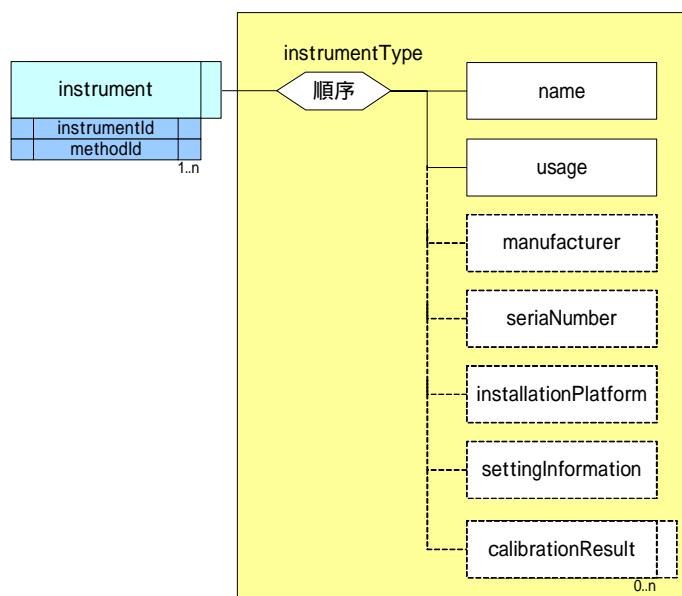 instrumentType
instrument
順序
name
instrumentId
methodId
1..n
usage
manufacturer
seriaNumber
installationPlatform
settingInformation
calibrationResult
0..n